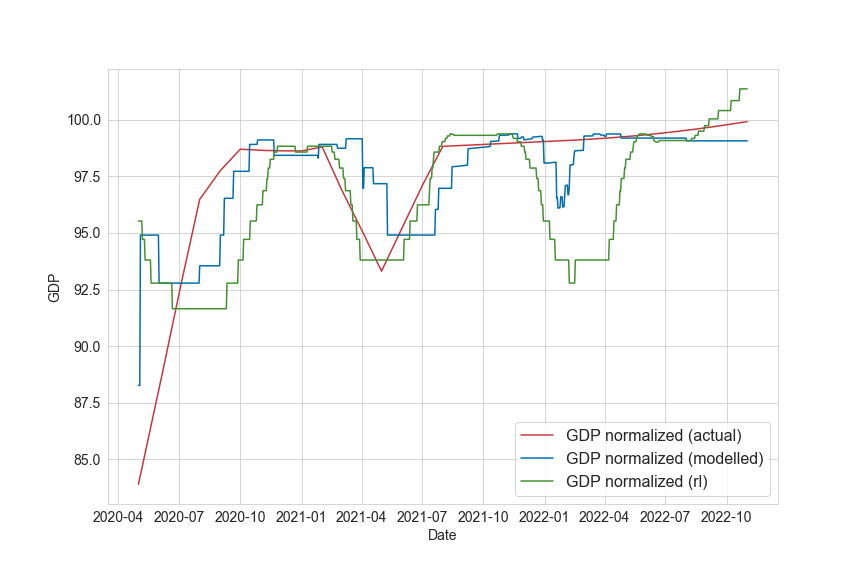 100.0
97.5
95.0
92.5
90.0
87.5
85.0
GDP
GDP normalized (actual)
GDP normalized (modelled)
GDP normalized (rl)
2020-04 2020-07 2020-10 2021-01 2021-04 2021-07 2021-10 2022-01 2022-04 2022-07 2022-10
Date